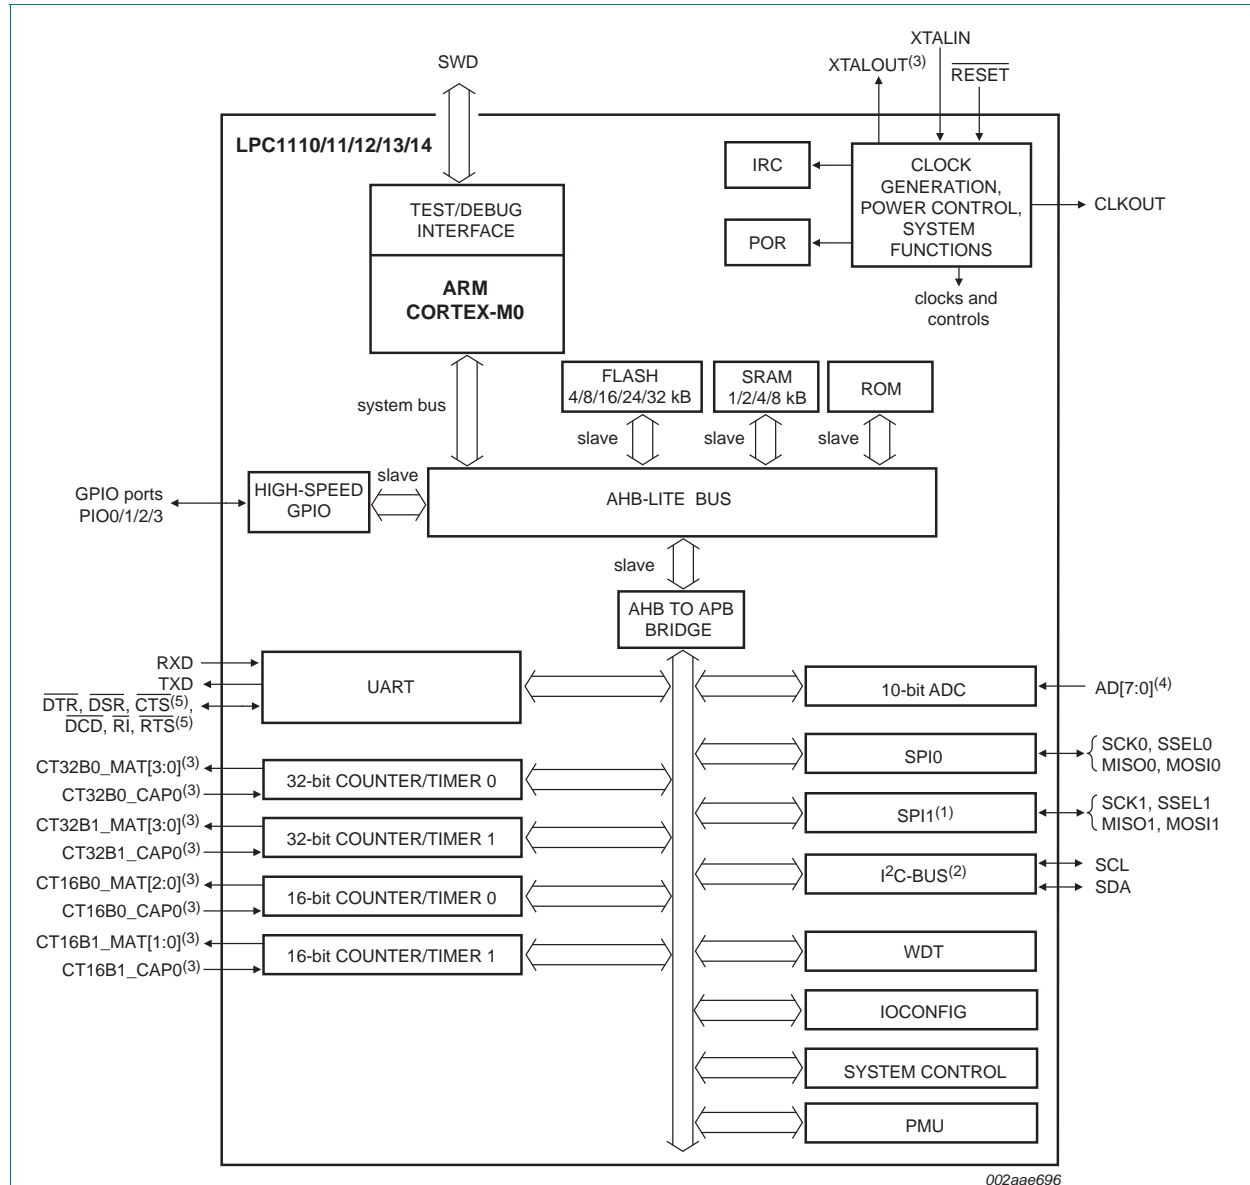 XTALIN
XTALOUT(3)
RESET
SWD
LPC1110/11/12/13/14
TEST/DEBUG
INTERFACE
ARM
CORTEX-M0
IRC
POR
CLOCK
GENERATION,
POWER CONTROL,
SYSTEM
FUNCTIONS
CLKOUT
clocks and
controls
system bus
FLASH
4/8/16/24/32 kB
SRAM
1/2/4/8 kB
ROM
slave
slave
slave
GPIO ports
PIO0/1/2/3
HIGH-SPEED
GPIO
slave
AHB-LITE BUS
slave
AHB TO APB
BRIDGE
RXD
TXD
DTR, DSR, CTS(5),
DCD, RI, RTS(5)
UART
10-bit ADC
AD[7:0](4)
CT32B0_MAT[3:0](3)
CT32B0_CAP0(3)
32-bit COUNTER/TIMER 0
SPI0
SCK0, SSEL0
MISO0, MOSI0
CT32B1_MAT[3:0](3)
CT32B1_CAP0(3)
32-bit COUNTER/TIMER 1
SPI1(1)
SCK1, SSEL1
MISO1, MOSI1
CT16B0_MAT[2:0](3)
CT16B0_CAP0(3)
16-bit COUNTER/TIMER 0
I2C-BUS(2)
SCL
SDA
CT16B1_MAT[1:0](3)
CT16B1_CAP0(3)
16-bit COUNTER/TIMER 1
WDT
IOCONFIG
SYSTEM CONTROL
PMU
002aae696